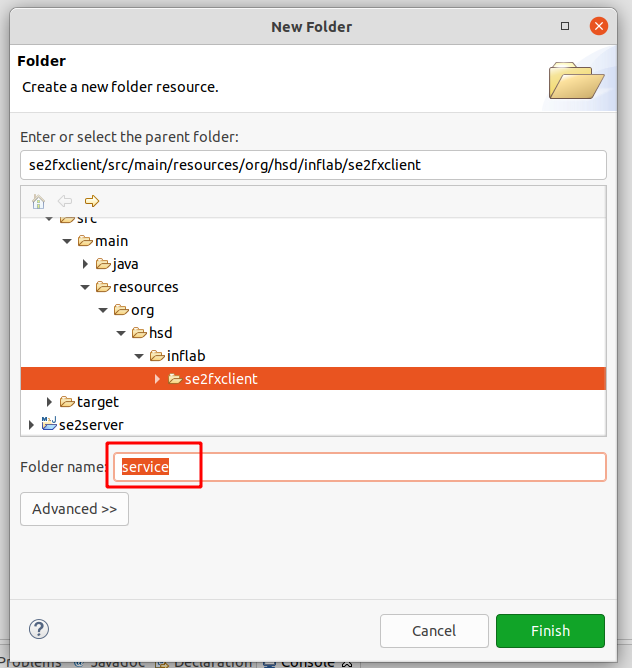 New Folder
Folder
Create a new folder resource.
Enter or select the parent folder:
se2fxclient/src/main/resources/org/hsd/inflab/se2fxclient
src
main
java
resources
org
hsd
inflab
se2fxclient
target
se2server
Folder name:
service
Advanced >>
Cancel
Finish
Problems @ Javadoc Declaration Console